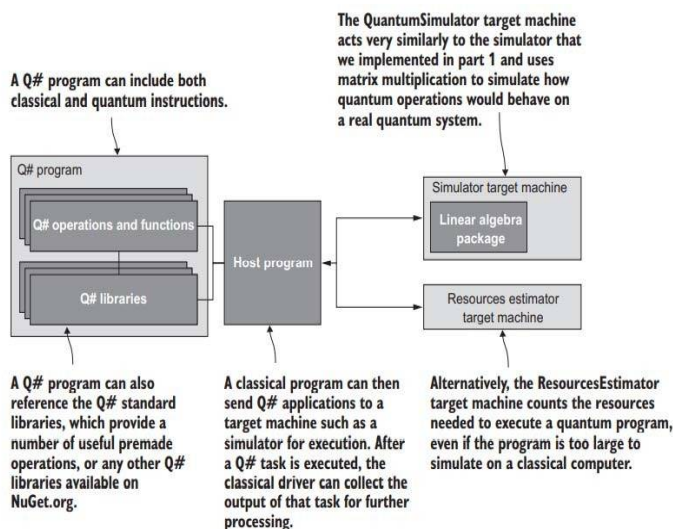 The QuantumSimulator target machine
acts very similarly to the simulator that
we implemented in part 1 and uses
matrix multiplication to simulate how
quantum operations would behave on
a real quantum system.
A Q# program can include both
classical and quantum instructions.
Q# program
Q# operations and functions
Q# libraries
Host program
Simulator target machine
Linear algebra
package
Resources estimator
target machine
A Q# program can also
reference the Q# standard
libraries, which provide a
number of useful premade
operations, or any other Q#
libraries available on
NuGet.org.
A classical program can then
send Q# applications to a
target machine such as a
simulator for execution. After
a Q# task is executed, the
classical driver can collect the
output of that task for further
processing.
Alternatively, the ResourcesEstimator
target machine counts the resources
needed to execute a quantum program,
even if the program is too large to
simulate on a classical computer.